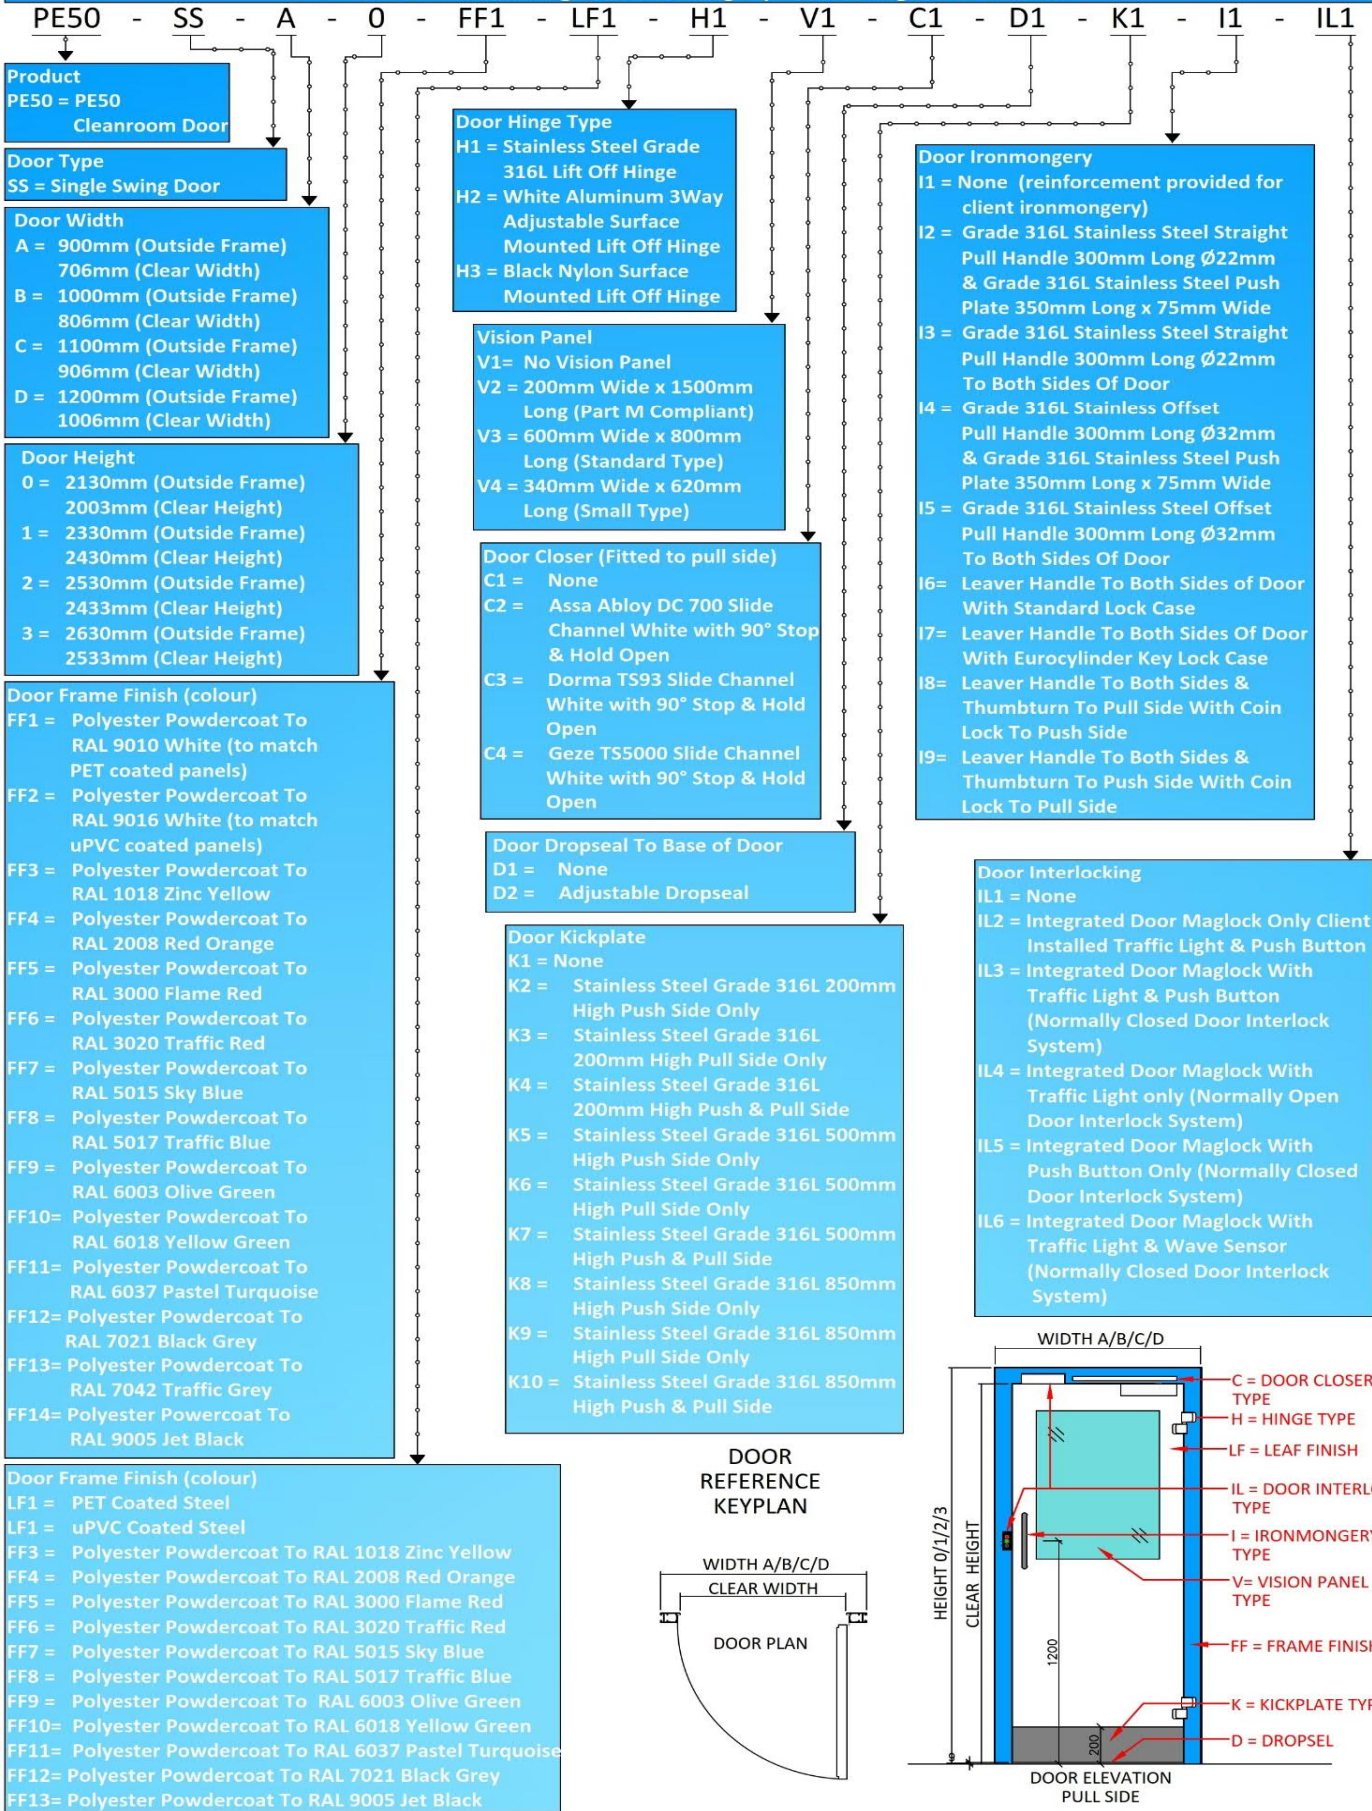 PE50 - SS - A - 0 - FF1 - LF1 - H1 - V1 - C1 - D1 - K1 - I1 - IL1
Product
PE50 = PE50
Cleanroom Door
Door Type
SS = Single Swing Door
Door Width
A = 900mm (Outside Frame)
706mm (Clear Width)
B = 1000mm (Outside Frame)
806mm (Clear Width)
C = 1100mm (Outside Frame)
906mm (Clear Width)
D = 1200mm (Outside Frame)
1006mm (Clear Width)
Door Height
0 = 2130mm (Outside Frame)
2003mm (Clear Height)
1 = 2330mm (Outside Frame)
2430mm (Clear Height)
2 = 2530mm (Outside Frame)
2433mm (Clear Height)
3 = 2630mm (Outside Frame)
2533mm (Clear Height)
Door Frame Finish (colour)
FF1 = Polyester Powdercoat To
RAL 9010 White (to match
PET coated panels)
FF2 = Polyester Powdercoat To
RAL 9016 White (to match
uPVC coated panels)
FF3 = Polyester Powdercoat To
RAL 1018 Zinc Yellow
FF4 = Polyester Powdercoat To
RAL 2008 Red Orange
FF5 = Polyester Powdercoat To
RAL 3000 Flame Red
FF6 = Polyester Powdercoat To
RAL 3020 Traffic Red
FF7 = Polyester Powdercoat To
RAL 5015 Sky Blue
FF8 = Polyester Powdercoat To
RAL 5017 Traffic Blue
FF9 = Polyester Powdercoat To
RAL 6003 Olive Green
FF10= Polyester Powdercoat To
RAL 6018 Yellow Green
FF11= Polyester Powdercoat To
RAL 6037 Pastel Turquoise
FF12= Polyester Powdercoat To
RAL 7021 Black Grey
FF13= Polyester Powdercoat To
RAL 7042 Traffic Grey
FF14= Polyester Powercoat To
RAL 9005 Jet Black
Door Frame Finish (colour)
LF1 = PET Coated Steel
LF1 = uPVC Coated Steel
FF3 = Polyester Powdercoat To RAL 1018 Zinc Yellow
FF4 = Polyester Powdercoat To RAL 2008 Red Orange
FF5 = Polyester Powdercoat To RAL 3000 Flame Red
FF6 = Polyester Powdercoat To RAL 3020 Traffic Red
FF7 = Polyester Powdercoat To RAL 5015 Sky Blue
FF8 = Polyester Powdercoat To RAL 5017 Traffic Blue
FF9 = Polyester Powdercoat To RAL 6003 Olive Green
FF10= Polyester Powdercoat To RAL 6018 Yellow Green
FF11= Polyester Powdercoat To RAL 6037 Pastel Turquoise
FF12= Polyester Powdercoat To RAL 7021 Black Grey
FF13= Polyester Powdercoat To RAL 9005 Jet Black
Door Hinge Type
H1 = Stainless Steel Grade
316L Lift Off Hinge
H2 = White Aluminum 3Way
Adjustable Surface
Mounted Lift Off Hinge
H3 = Black Nylon Surface
Mounted Lift Off Hinge
Vision Panel
V1= No Vision Panel
V2 = 200mm Wide x 1500mm
Long (Part M Compliant)
V3 = 600mm Wide x 800mm
Long (Standard Type)
V4 = 340mm Wide x 620mm
Long (Small Type)
Door Closer (Fitted to pull side)
C1 = None
C2 = Assa Abloy DC 700 Slide
Channel White with 90° Stop
& Hold Open
C3 = Dorma TS93 Slide Channel
White with 90° Stop & Hold
Open
C4 = Geze TS5000 Slide Channel
White with 90° Stop & Hold
Open
Door Dropseal To Base of Door
D1 = None
D2 = Adjustable Dropseal
Door Kickplate
K1 = None
K2 = Stainless Steel Grade 316L 200mm
High Push Side Only
K3 = Stainless Steel Grade 316L
200mm High Pull Side Only
K4 = Stainless Steel Grade 316L
200mm High Push & Pull Side
K5 = Stainless Steel Grade 316L 500mm
High Push Side Only
K6 = Stainless Steel Grade 316L 500mm
High Pull Side Only
K7 = Stainless Steel Grade 316L 500mm
High Push & Pull Side
K8 = Stainless Steel Grade 316L 850mm
High Push Side Only
K9 = Stainless Steel Grade 316L 850mm
High Pull Side Only
K10 = Stainless Steel Grade 316L 850mm
High Push & Pull Side
Door Ironmongery
I1 = None (reinforcement provided for
client ironmongery)
I2 = Grade 316L Stainless Steel Straight
Pull Handle 300mm Long Ø22mm
& Grade 316L Stainless Steel Push
Plate 350mm Long x 75mm Wide
I3 = Grade 316L Stainless Steel Straight
Pull Handle 300mm Long Ø22mm
To Both Sides Of Door
I4 = Grade 316L Stainless Offset
Pull Handle 300mm Long Ø32mm
& Grade 316L Stainless Steel Push
Plate 350mm Long x 75mm Wide
I5 = Grade 316L Stainless Steel Offset
Pull Handle 300mm Long Ø32mm
To Both Sides Of Door
I6= Leaver Handle To Both Sides of Door
With Standard Lock Case
I7= Leaver Handle To Both Sides Of Door
With Eurocylinder Key Lock Case
I8= Leaver Handle To Both Sides &
Thumbturn To Pull Side With Coin
Lock To Push Side
I9= Leaver Handle To Both Sides &
Thumbturn To Push Side With Coin
Lock To Pull Side
Door Interlocking
IL1 = None
IL2 = Integrated Door Maglock Only Client
Installed Traffic Light & Push Button
IL3 = Integrated Door Maglock With
Traffic Light & Push Button
(Normally Closed Door Interlock
System)
IL4 = Integrated Door Maglock With
Traffic Light only (Normally Open
Door Interlock System)
IL5 = Integrated Door Maglock With
Push Button Only (Normally Closed
Door Interlock System)
IL6 = Integrated Door Maglock With
Traffic Light & Wave Sensor
(Normally Closed Door Interlock
System)
DOOR
REFERENCE
KEYPLAN
WIDTH A/B/C/D
CLEAR WIDTH
DOOR PLAN
WIDTH A/B/C/D
HEIGHT 0/1/2/3
CLEAR HEIGHT
1200
200
C = DOOR CLOSER
TYPE
H = HINGE TYPE
LF = LEAF FINISH
IL = DOOR INTERL
TYPE
I = IRONMONGERY
TYPE
V= VISION PANEL
TYPE
FF = FRAME FINISH
K = KICKPLATE TYP
D = DROPSEL
DOOR ELEVATION
PULL SIDE